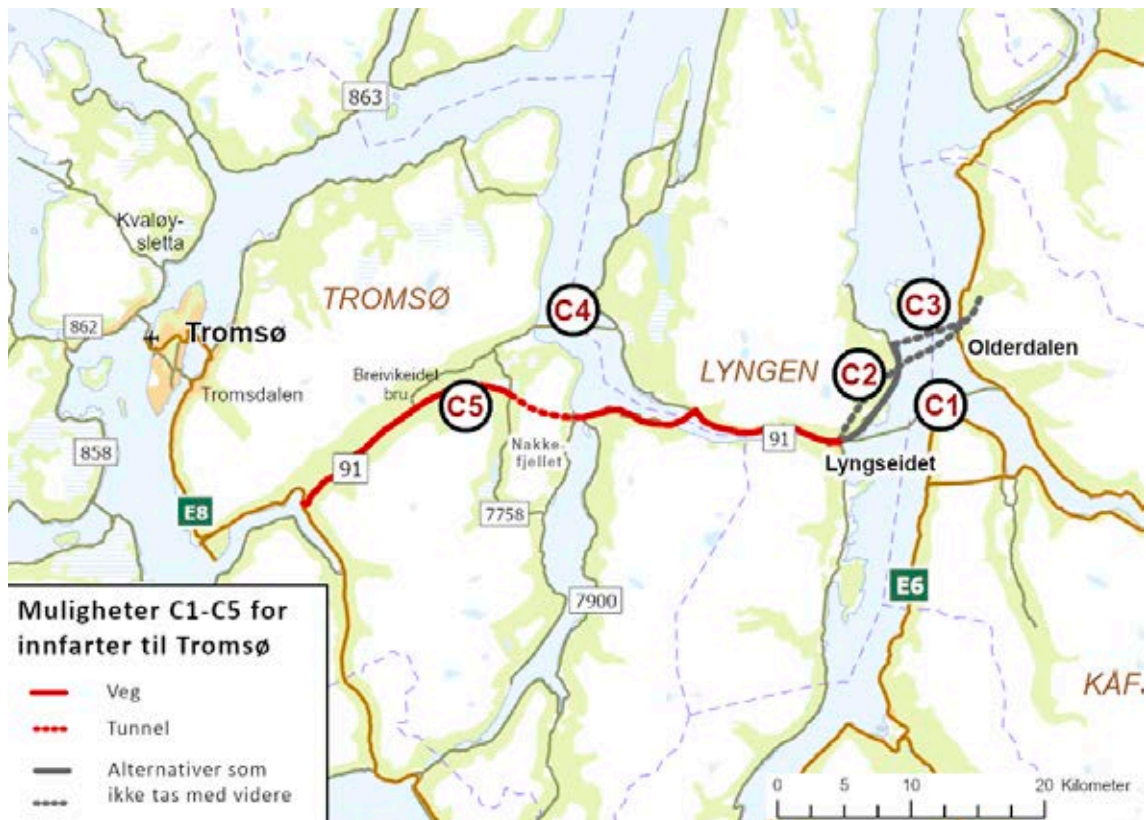 863
Kvaløy-
sletta
TROMSØ
C4
C3
862
Tromsø
Olderdalen
Tromsdalen
Breivikeidet
bru
LYNGEN
C2
C5
C1
858
91
Nakke-
fjellet
91
Lyngseidet
E8
7758
7900
E6
KÅFJ
Muligheter C1-C5 for
innfarter til Tromsø
Veg
Tunnel
Alternativer som
ikke tas med videre
0 5 10 20 Kilometer